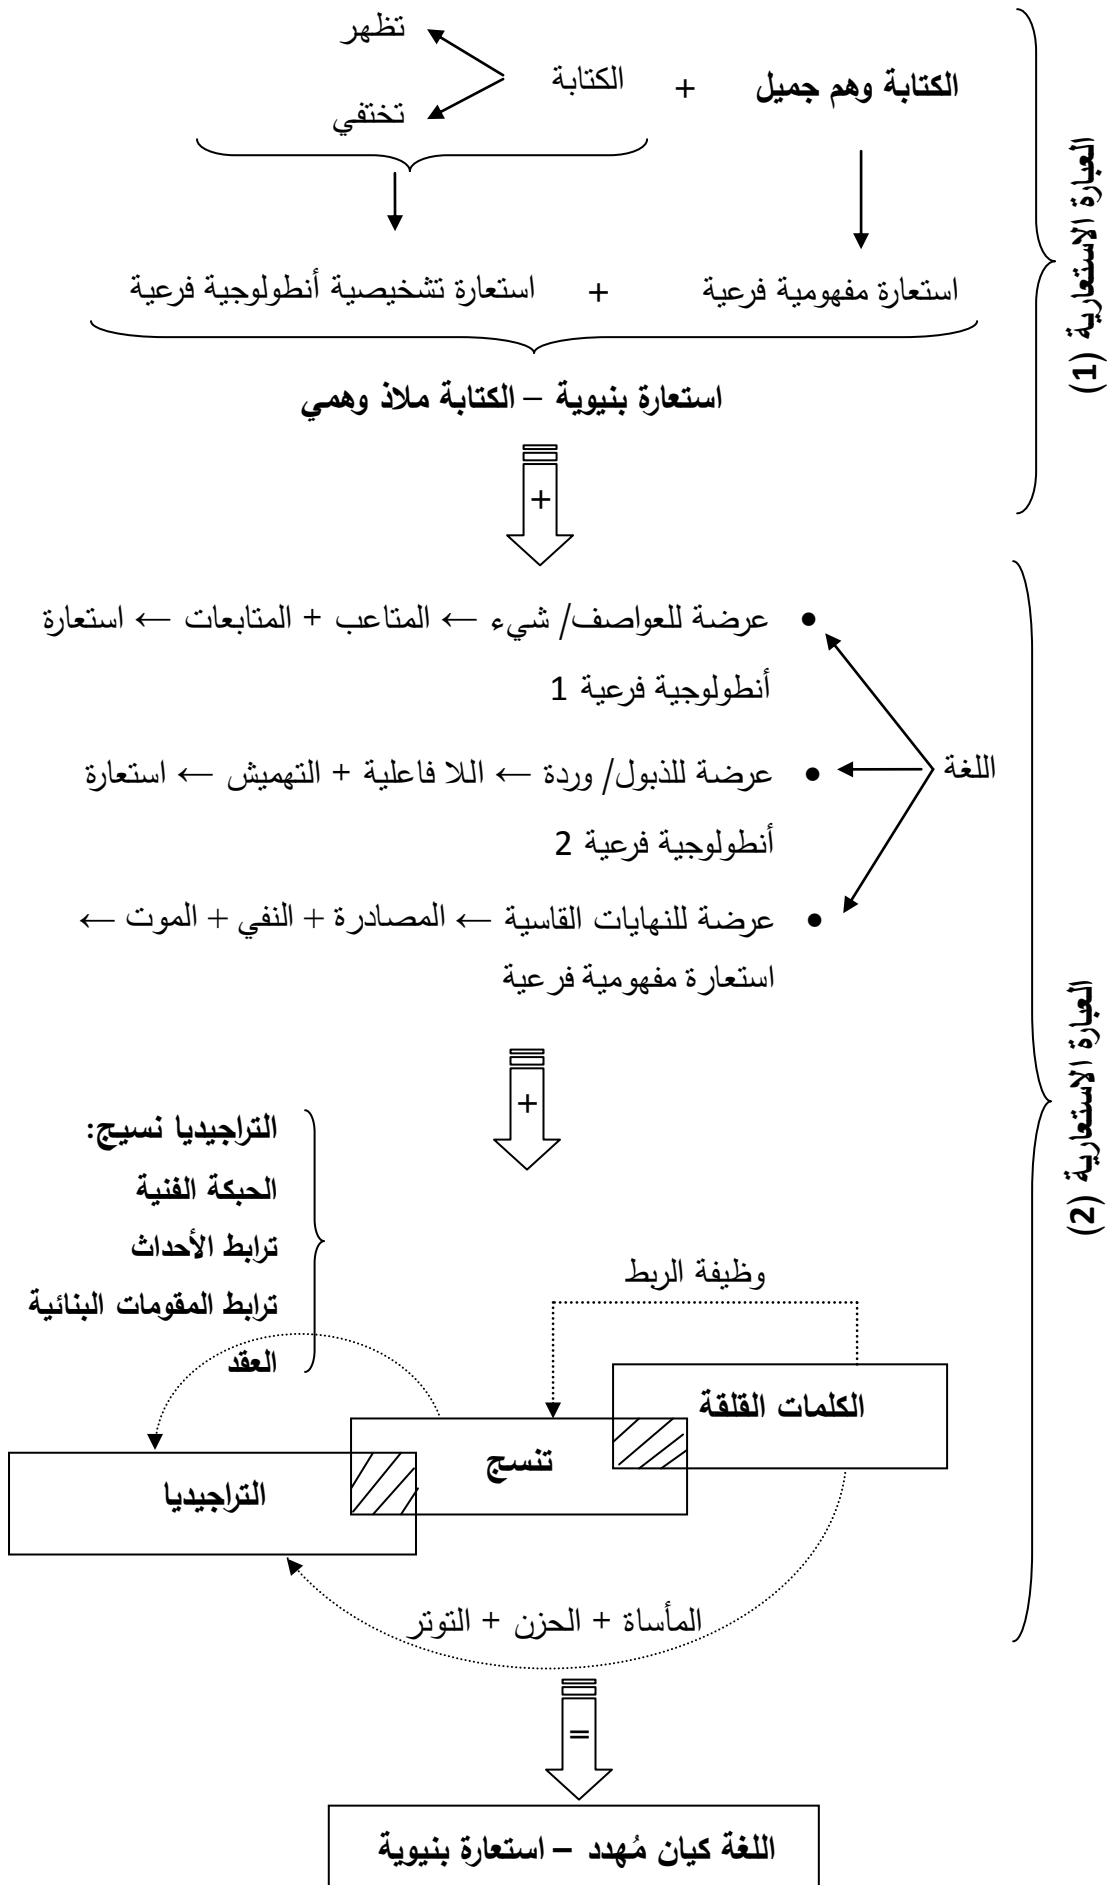 تظهر
الكتابة وهم جميل + الكتابة
تختفي
العبارة الاستعارية (1)
استعارة مفهومية فرعية + استعارة تشخيصية أنطولوجية فرعية
استعارة بنيوية – الكتابة ملاذ وهمي
+
• عرضة للعواصف/ شيء ← المتاعب + المتابعات ← استعارة
أنطولوجية فرعية 1
اللغة
• عرضة للذبول/ وردة ← اللا فاعلية + التهميش ← استعارة
أنطولوجية فرعية 2
• عرضة للنهايات القاسية ← المصادرة + النفي + الموت ←
استعارة مفهومية فرعية
العبارة الاستعارية (2)
+
التراجيديا نسيج:
الحبكة الفنية
ترابط الأحداث
ترابط المقومات البنائية
العقد
وظيفة الربط
الكلمات القلقة
تنسج
التراجيديا
المأساة + الحزن + التوتر
=
اللغة كيان مُهدد – استعارة بنيوية